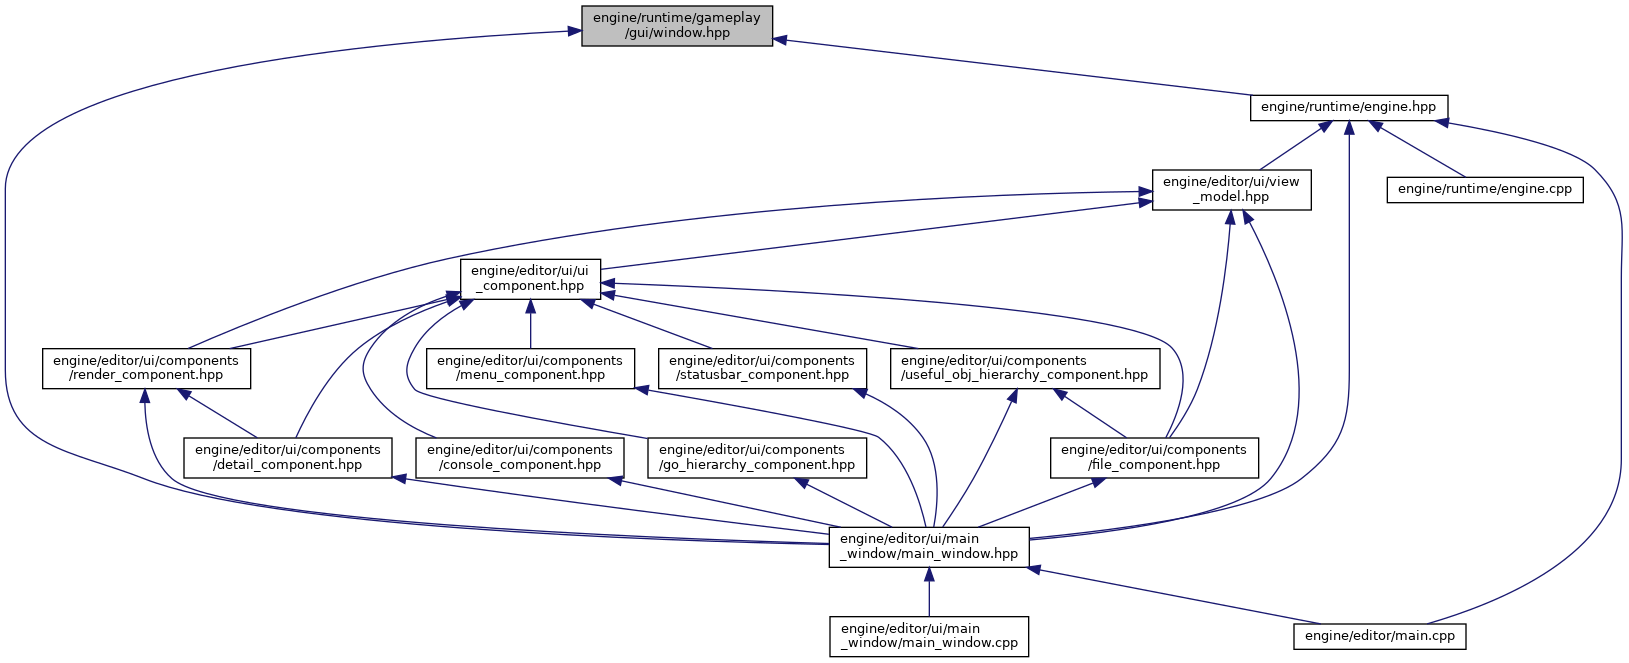 engine/runtime/gameplay
/gui/window.hpp
engine/runtime/engine.hpp
engine/editor/ui/view
_model.hpp
engine/runtime/engine.cpp
engine/editor/ui/ui
_component.hpp
engine/editor/ui/components
/render_component.hpp
engine/editor/ui/components
/menu_component.hpp
engine/editor/ui/components
/statusbar_component.hpp
engine/editor/ui/components
/useful_obj_hierarchy_component.hpp
engine/editor/ui/components
/detail_component.hpp
engine/editor/ui/components
/console_component.hpp
engine/editor/ui/components
/go_hierarchy_component.hpp
engine/editor/ui/components
/file_component.hpp
engine/editor/ui/main
_window/main_window.hpp
engine/editor/ui/main
_window/main_window.cpp
engine/editor/main.cpp